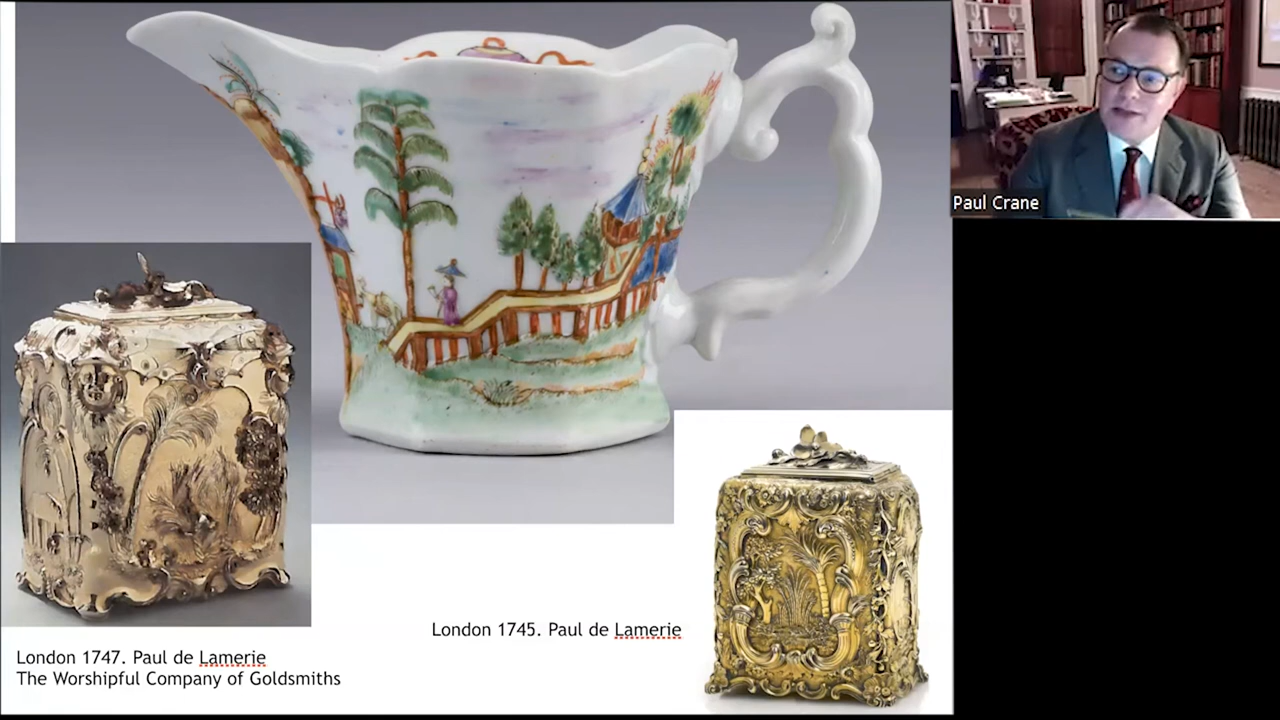 Paul Crane
London 1745. Paul de Lamerie
London 1747. Paul de Lamerie
The Worshipful Company of Goldsmiths